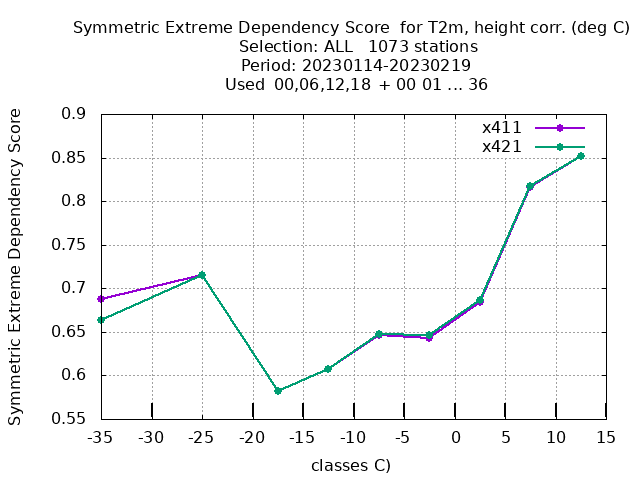 Symmetric Extreme Dependency Score  for T2m, height corr. (deg C)
Selection: ALL   1073 stations
Period: 20230114-20230219
Used  00,06,12,18 + 00 01 ... 36
Symmetric Extreme Dependency Score
0.9
0.85
0.8
0.75
0.7
0.65
0.6
0.55
x411
x421
-35 -30 -25 -20 -15 -10 -5 0 5 10 15
classes C)